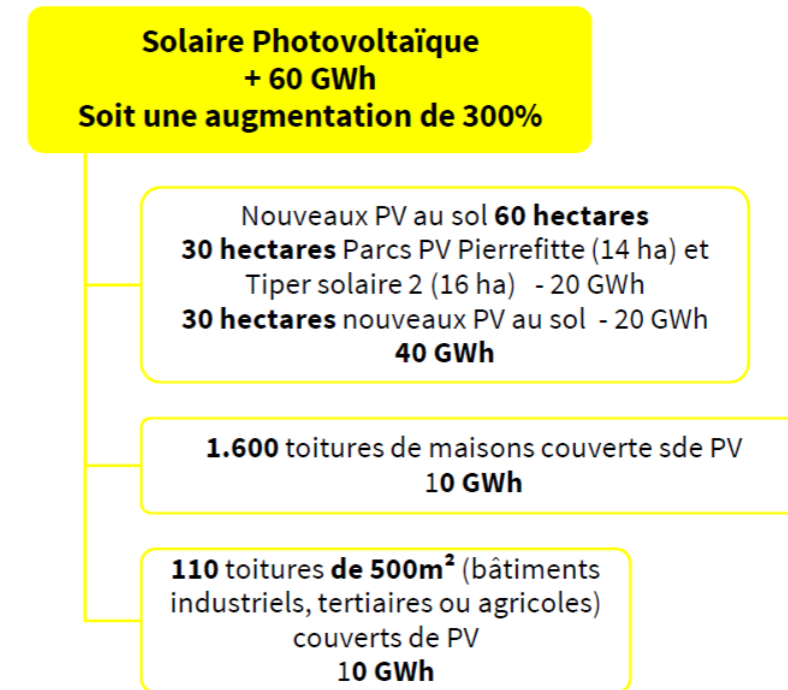 Solaire Photovoltaïque
+ 60 GWh
Soit une augmentation de 300%
Nouveaux PV au sol 60 hectares
30 hectares Parcs PV Pierrefitte (14 ha) et
Tiper solaire 2 (16 ha) - 20 GWh
30 hectares nouveaux PV au sol - 20 GWh
40 GWh
1.600 toitures de maisons couverte sde PV
10 GWh
110 toitures de 500m² (bâtiments
industriels, tertiaires ou agricoles)
couverts de PV
10 GWh